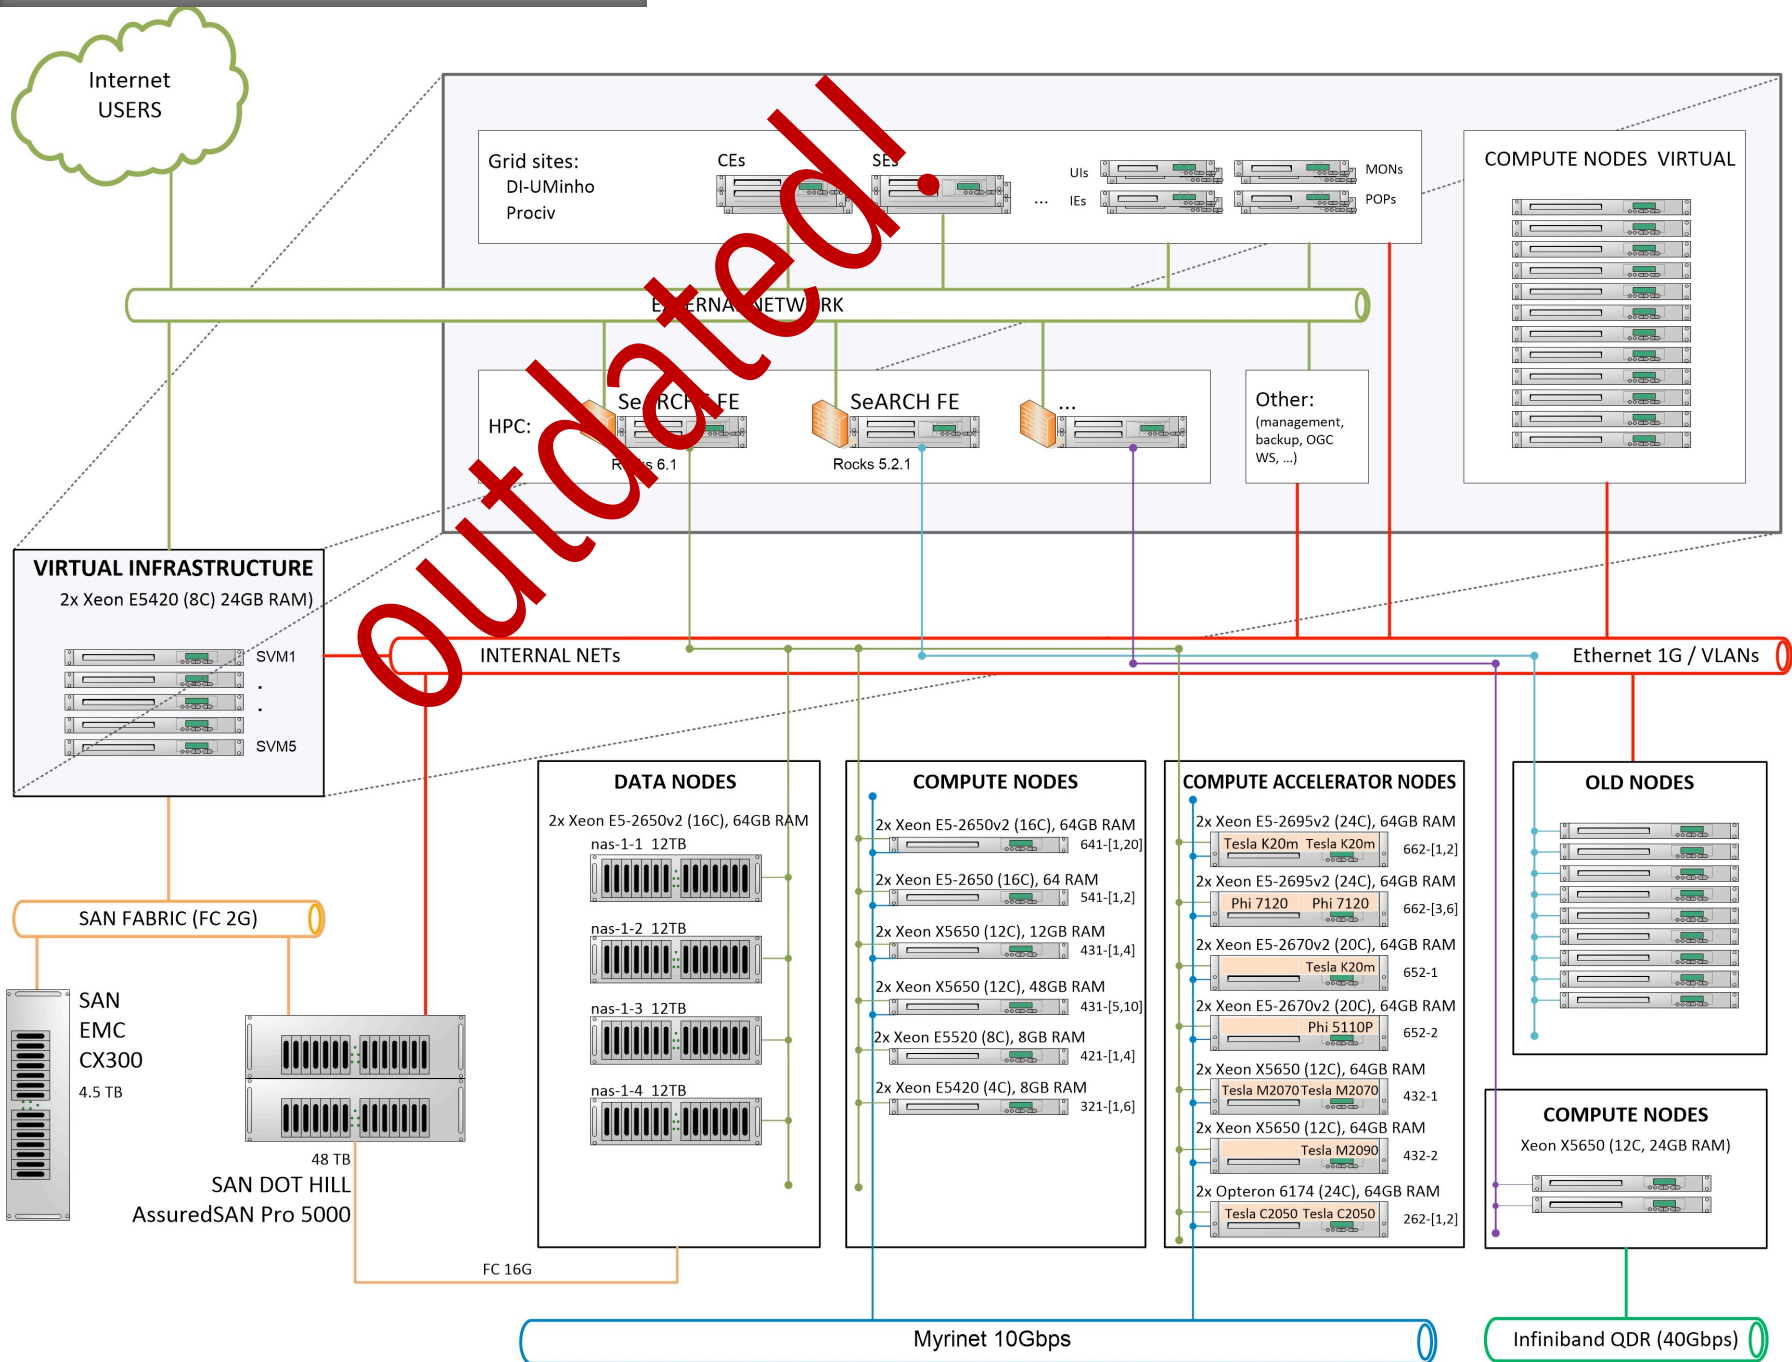 Internet
USERS
Grid sites:
DI-UMinho
Prociv
CEs
SEs
...
UIs
IEs
MONs
POPs
COMPUTE NODES VIRTUAL
EXTERNAL NETWORK
HPC:
SeARCH6 FE
Rocks 6.1
SeARCH FE
Rocks 5.2.1
...
Other:
(management,
backup, OGC
WS, ...)
outdated!
VIRTUAL INFRASTRUCTURE
2x Xeon E5420 (8C) 24GB RAM)
SVM1
.
.
SVM5
INTERNAL NETs
Ethernet 1G / VLANs
SAN FABRIC (FC 2G)
SAN
EMC
CX300
4.5 TB
48 TB
SAN DOT HILL
AssuredSAN Pro 5000
FC 16G
DATA NODES
2x Xeon E5-2650v2 (16C), 64GB RAM
nas-1-1 12TB
nas-1-2 12TB
nas-1-3 12TB
nas-1-4 12TB
COMPUTE NODES
2x Xeon E5-2650v2 (16C), 64GB RAM
641-[1,20]
2x Xeon E5-2650 (16C), 64 RAM
541-[1,2]
2x Xeon X5650 (12C), 12GB RAM
431-[1,4]
2x Xeon X5650 (12C), 48GB RAM
431-[5,10]
2x Xeon E5520 (8C), 8GB RAM
421-[1,4]
2x Xeon E5420 (4C), 8GB RAM
321-[1,6]
COMPUTE ACCELERATOR NODES
2x Xeon E5-2695v2 (24C), 64GB RAM
Tesla K20m Tesla K20m
662-[1,2]
2x Xeon E5-2695v2 (24C), 64GB RAM
Phi 7120 Phi 7120
662-[3,6]
2x Xeon E5-2670v2 (20C), 64GB RAM
Tesla K20m
652-1
2x Xeon E5-2670v2 (20C), 64GB RAM
Phi 5110P
652-2
2x Xeon X5650 (12C), 64GB RAM
Tesla M2070 Tesla M2070
432-1
2x Xeon X5650 (12C), 64GB RAM
Tesla M2090
432-2
2x Opteron 6174 (24C), 64GB RAM
Tesla C2050 Tesla C2050
262-[1,2]
OLD NODES
COMPUTE NODES
Xeon X5650 (12C, 24GB RAM)
Myrinet 10Gbps
Infiniband QDR (40Gbps)